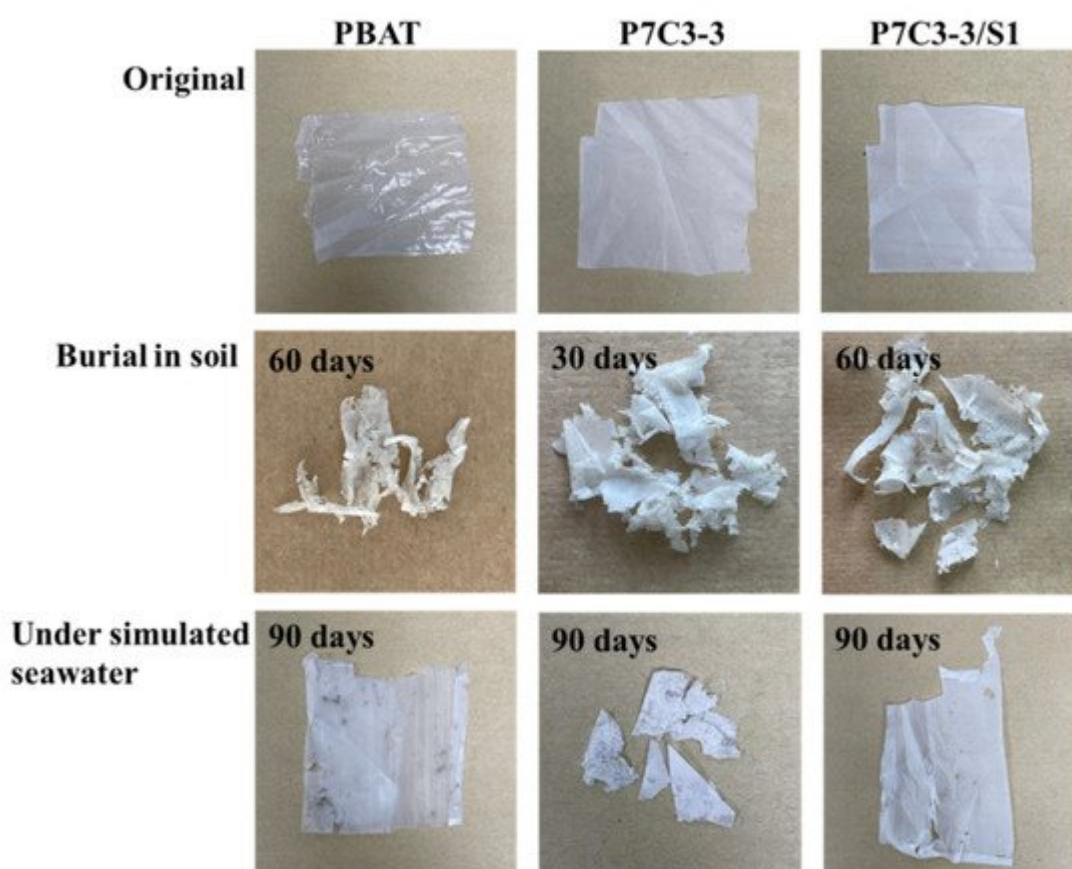 PBAT
P7C3-3
P7C3-3/S1
Original
Burial in soil
60 days
30 days
60 days
Under simulated
seawater
90 days
90 days
90 days